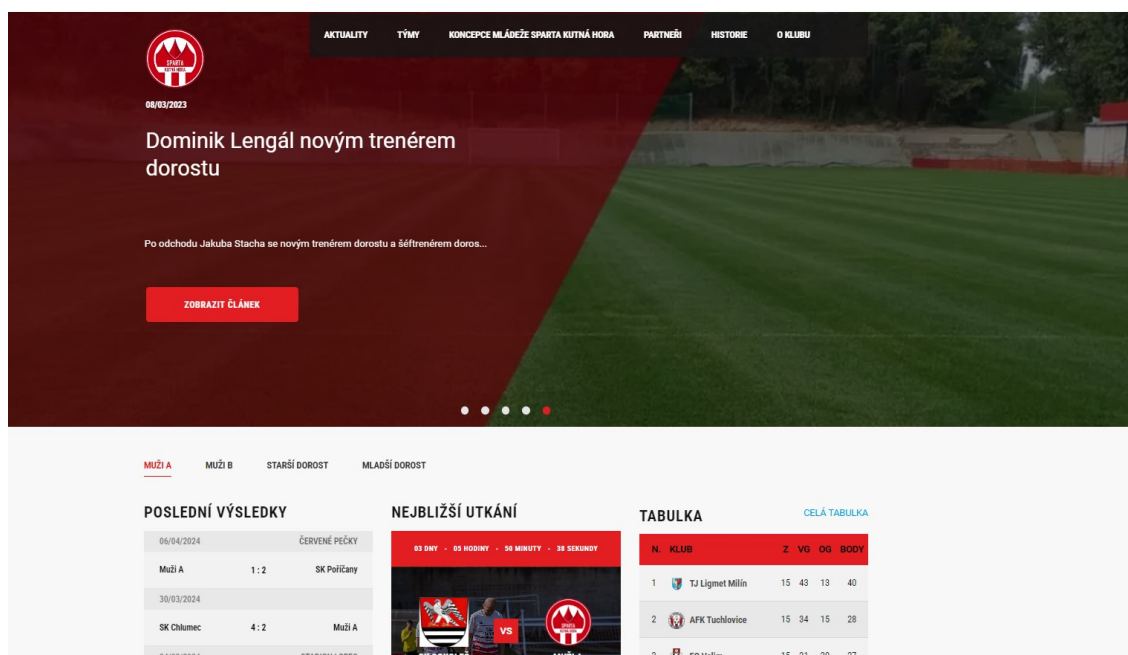 AKTUALITY TÝMY KONCEPCE MLÁDEŽE SPARTA KUTNÁ HORA PARTNEŘI HISTORIE O KLUBU
SPARTA
KUTNÁ HORA
08/03/2023
Dominik Lengál novým trenérem
dorostu
Po odchodu Jakuba Stacha se novým trenérem dorostu a šéftrenérem doros...
ZOBRAZIT ČLÁNEK
MUŽI A MUŽI B STARŠÍ DOROST MLADŠÍ DOROST
POSLEDNÍ VÝSLEDKY
06/04/2024 ČERVENÉ PEČKY
Muži A 1 : 2 SK Poříčany
30/03/2024
SK Chlumec 4 : 2 Muži A
NEJBLIŽŠÍ UTKÁNÍ
03 DNY - 05 HODINY - 50 MINUTY - 38 SEKUNDY
VS
TABULKA CELÁ TABULKA
N. KLUB Z VG OG BODY
1 TJ Ligmet Milín 15 43 13 40
2 AFK Tuchlovice 15 34 15 28